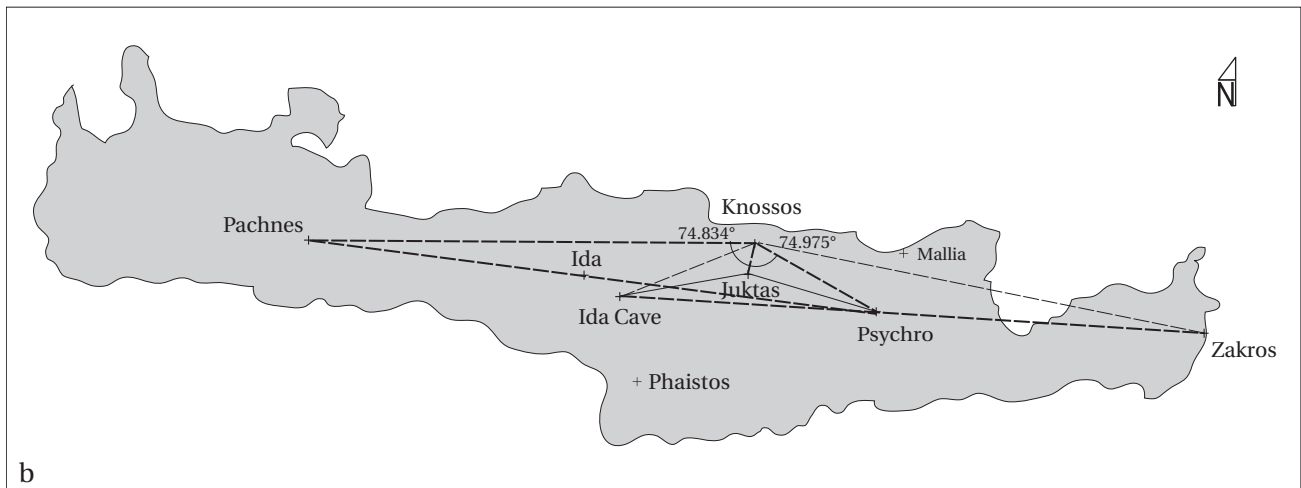 N
Knossos
Pachnes
74.834°
74.975°
Mallia
Ida
Juktas
Ida Cave
Psychro
Zakros
Phaistos
b